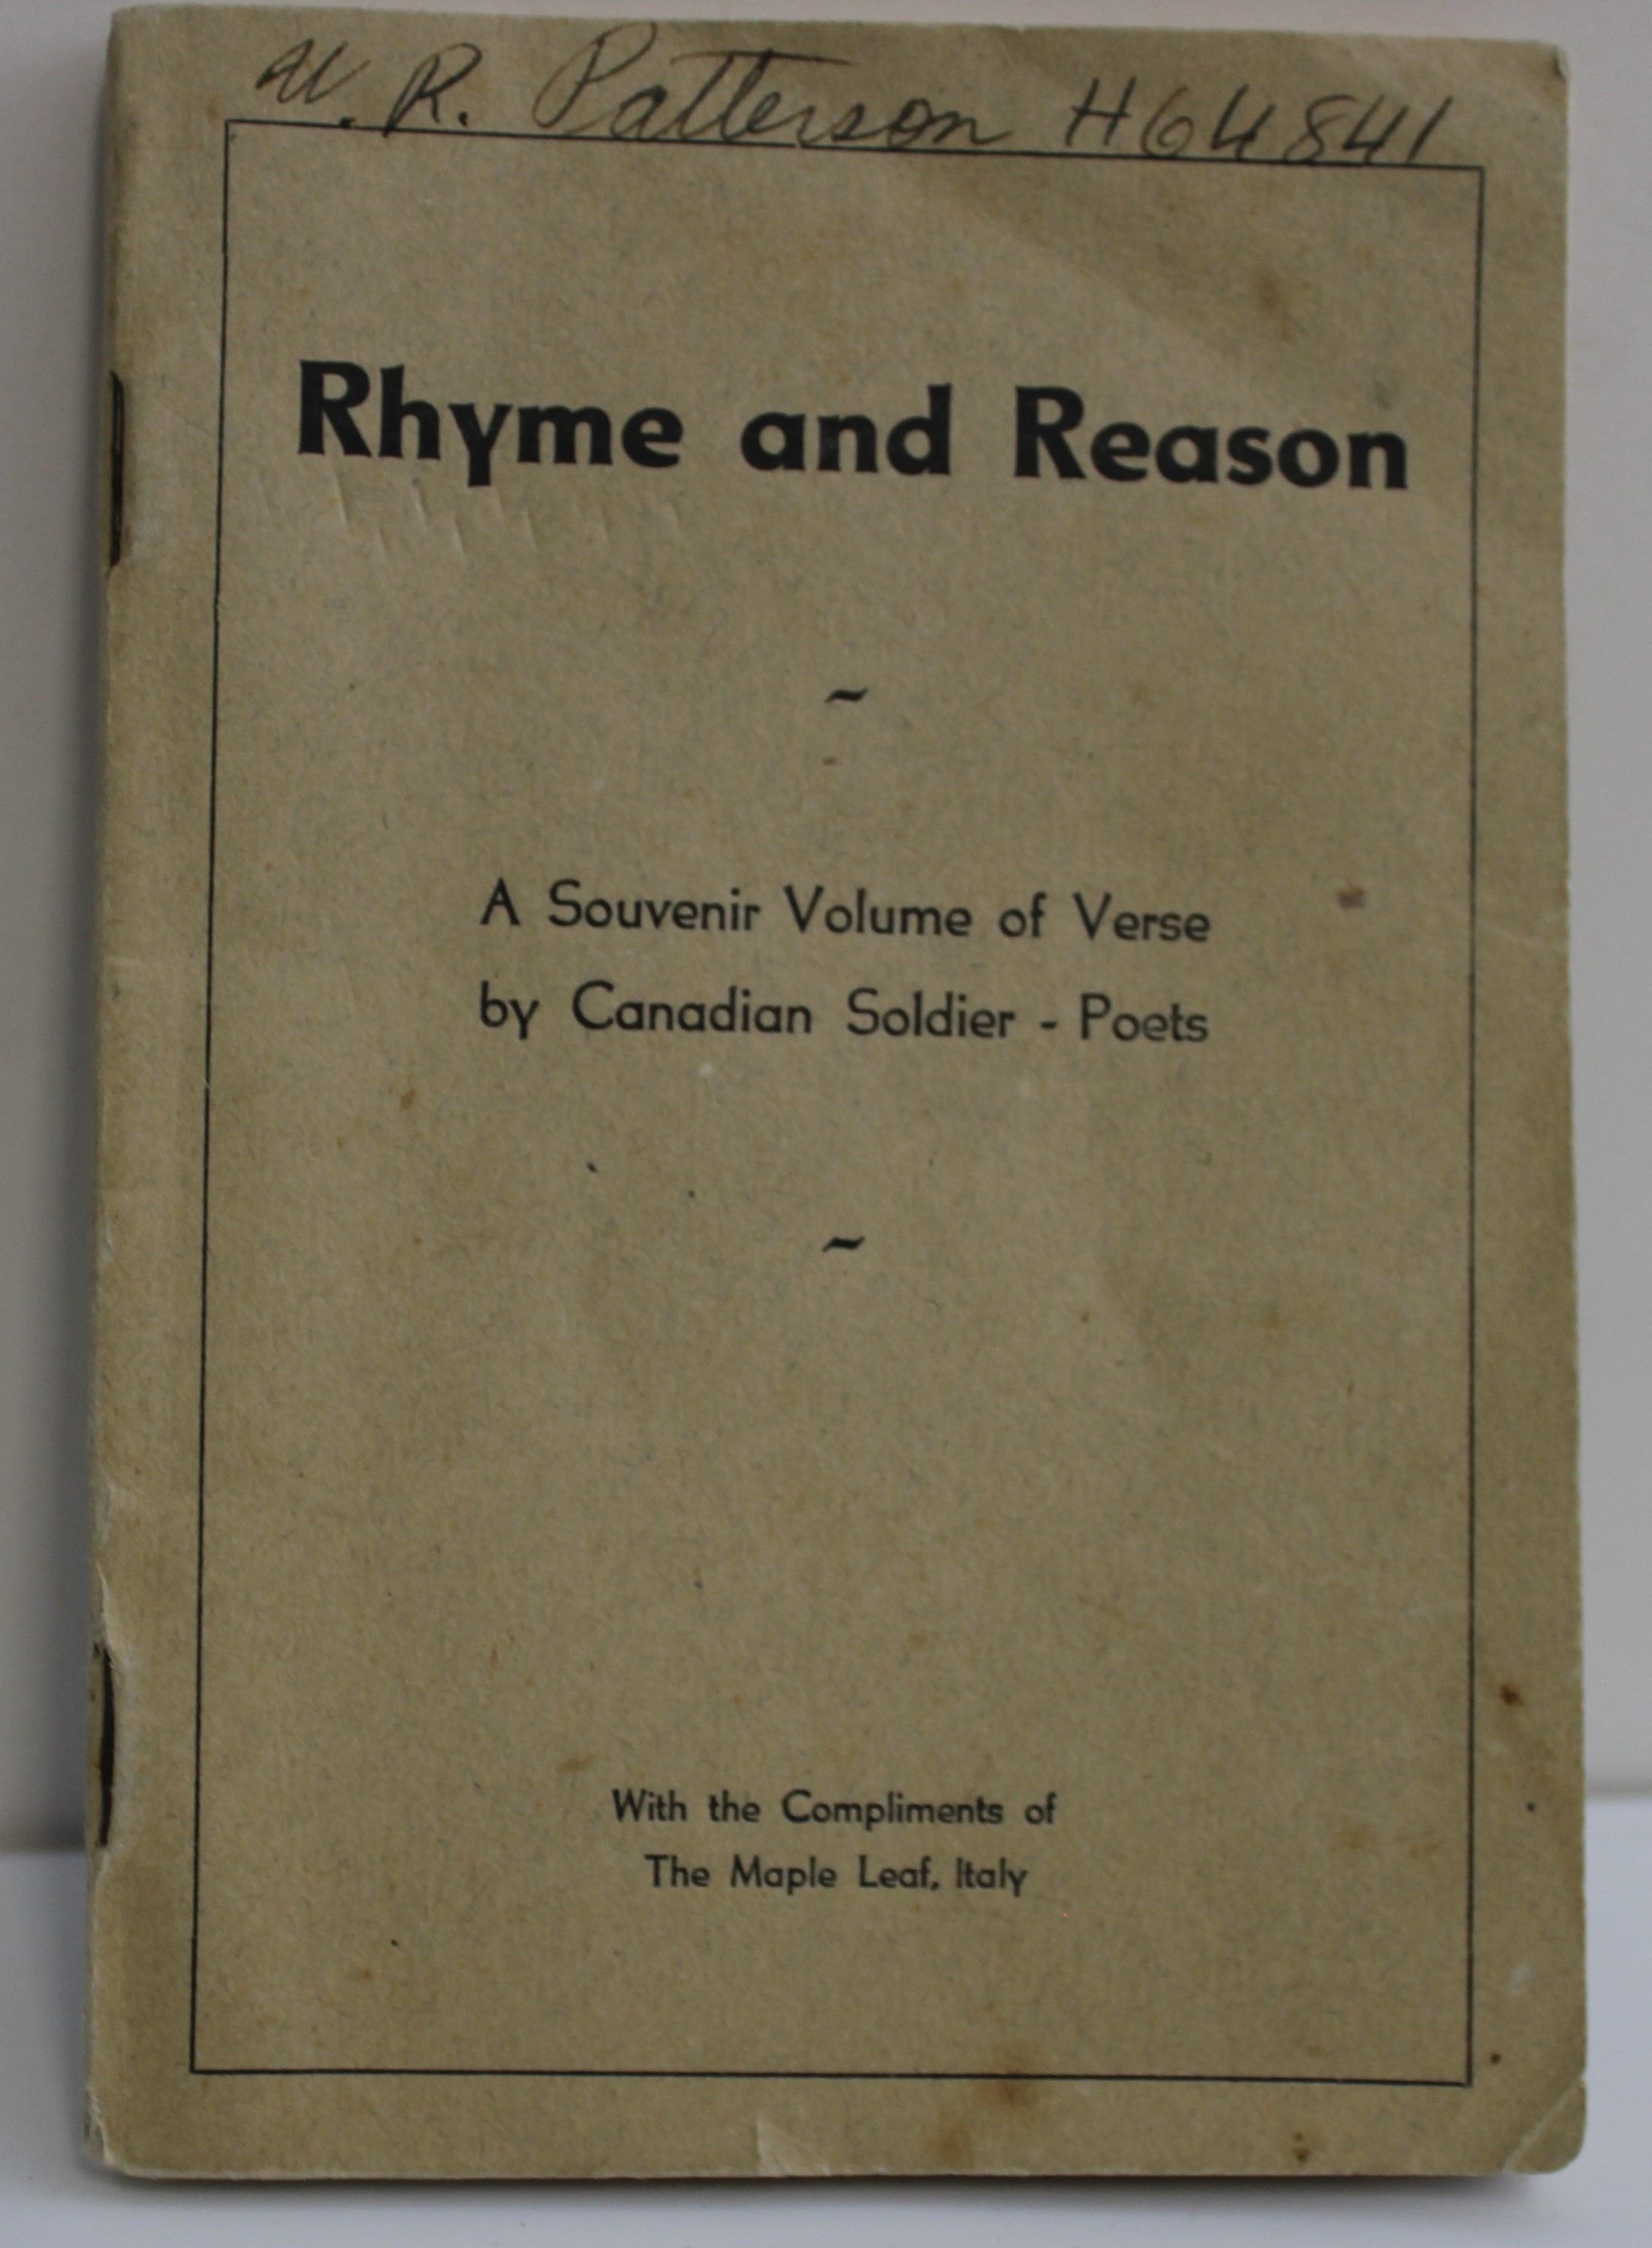 W. R. Patterson H64841
Rhyme and Reason
~
A Souvenir Volume of Verse
by Canadian Soldier - Poets
~
With the Compliments of
The Maple Leaf, Italy